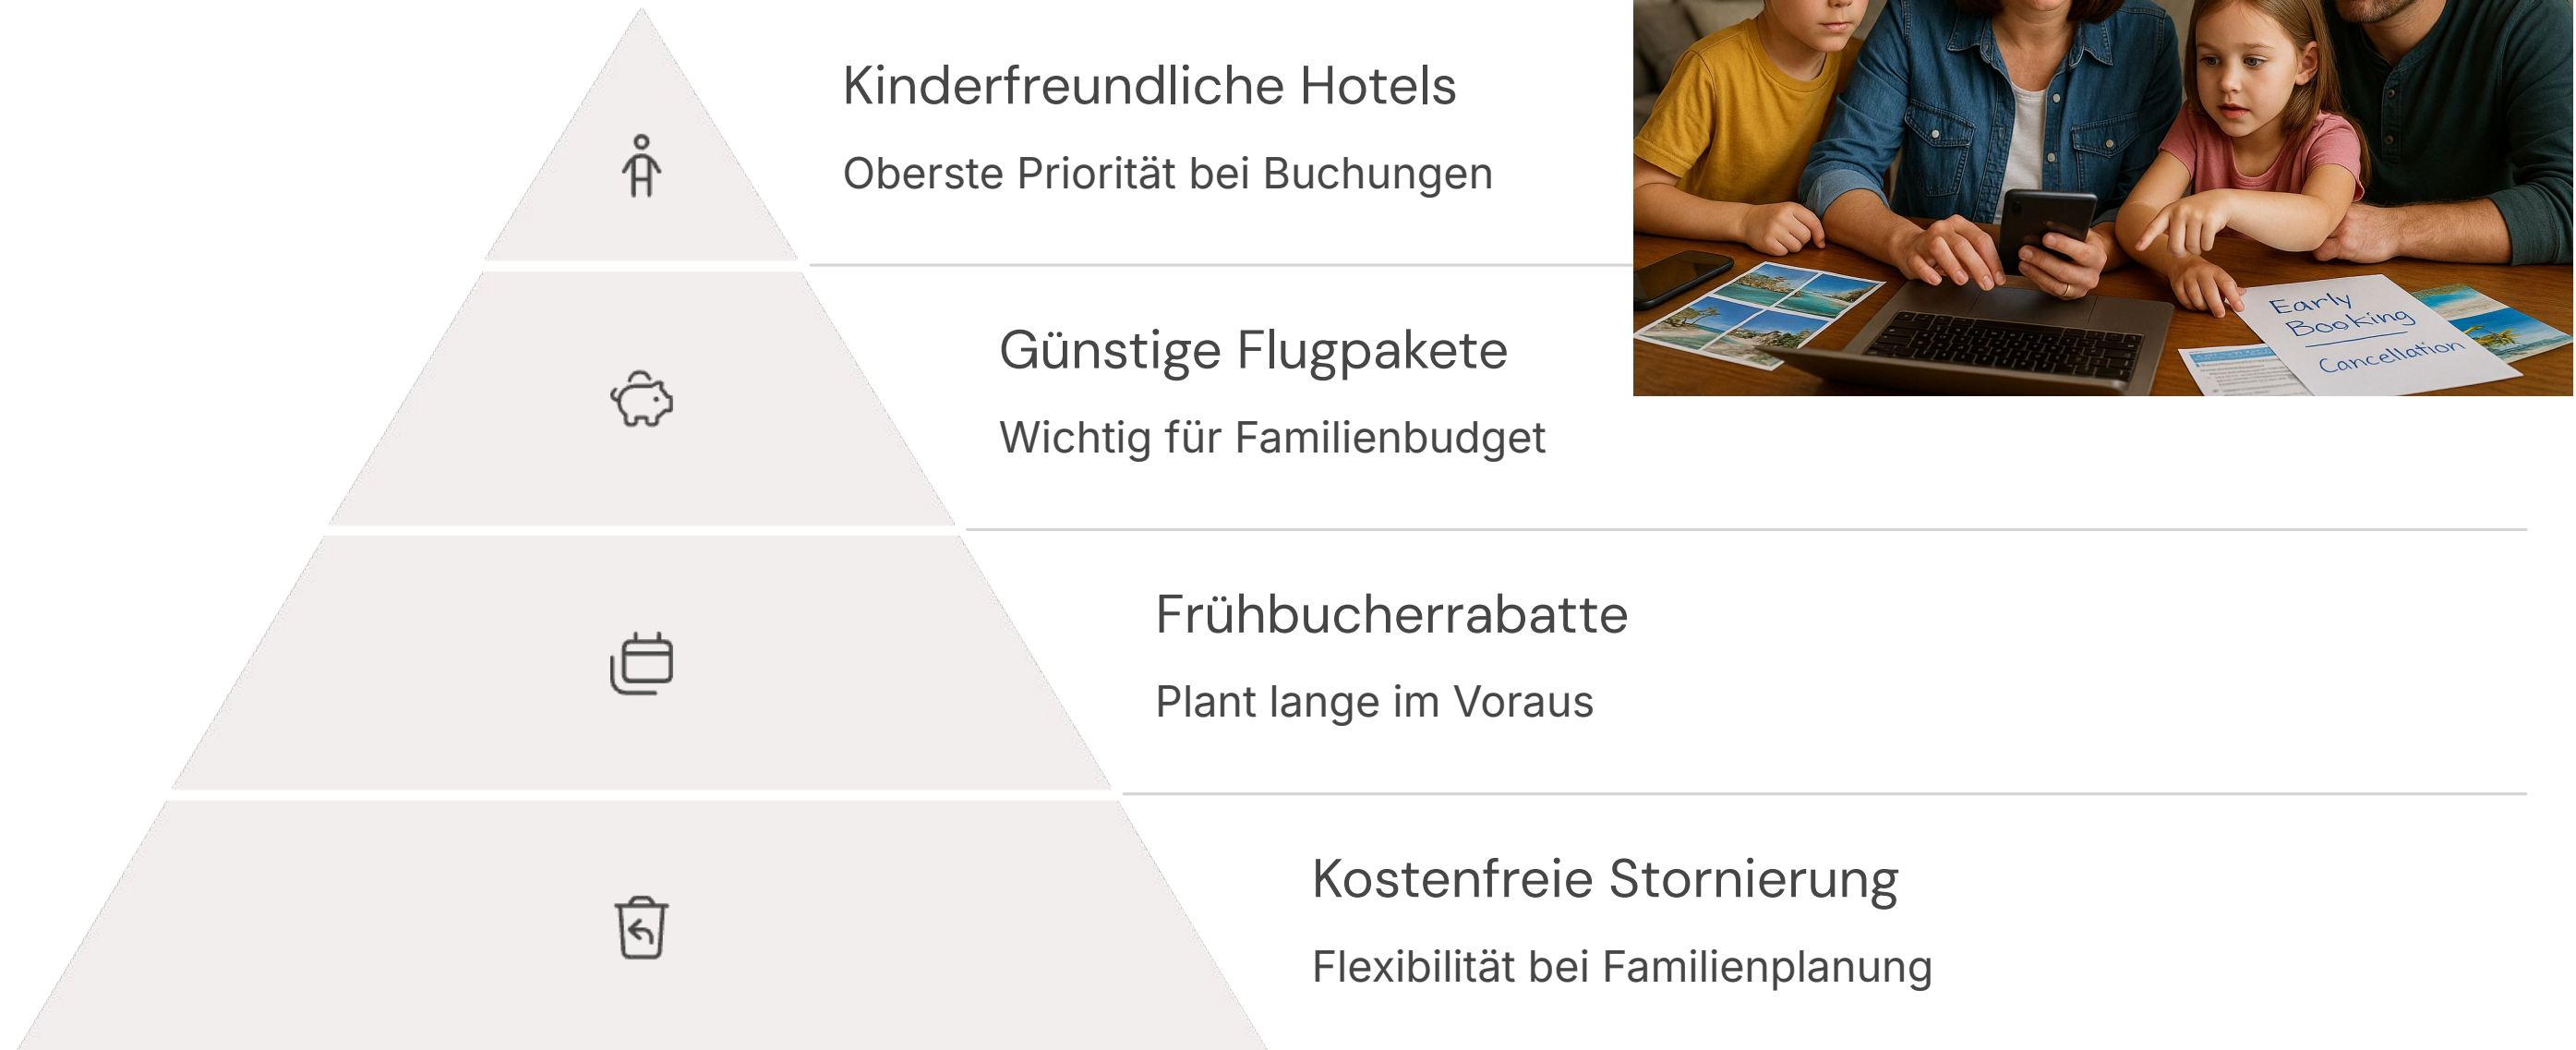 Kinderfreundliche Hotels
Oberste Priorität bei Buchungen
Early
Booking
Cancellation
Günstige Flugpakete
Wichtig für Familienbudget
Frühbucherrabatte
Plant lange im Voraus
Kostenfreie Stornierung
Flexibilität bei Familienplanung